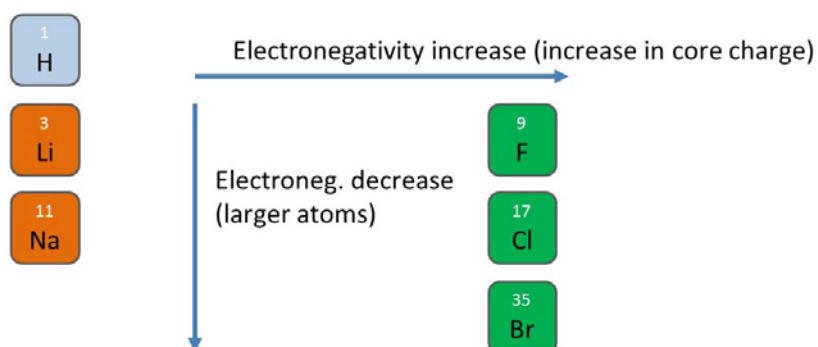 1
H
Electronegativity increase (increase in core charge)
3
Li
9
F
Electroneg. decrease
(larger atoms)
11
Na
17
Cl
35
Br